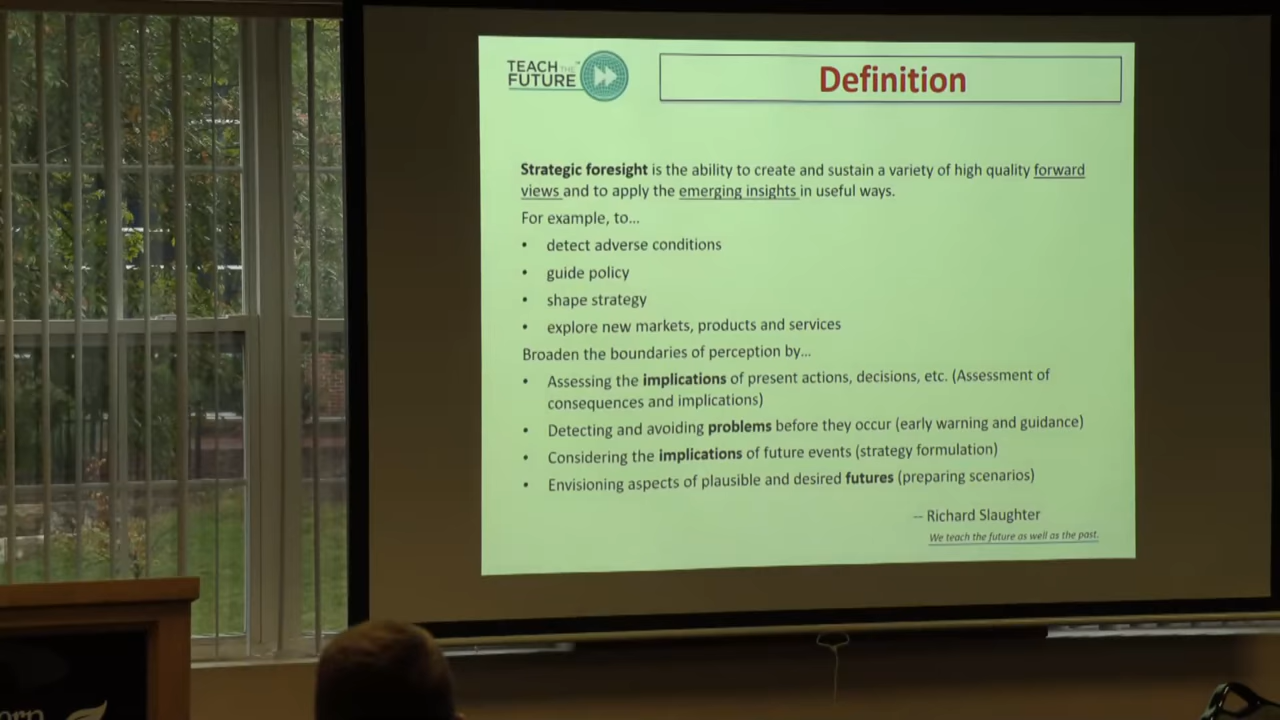 TEACH THE
FUTURE
Definition
Strategic foresight is the ability to create and sustain a variety of high quality forward
views and to apply the emerging insights in useful ways.
For example, to...
• detect adverse conditions
• guide policy
• shape strategy
• explore new markets, products and services
Broaden the boundaries of perception by...
• Assessing the implications of present actions, decisions, etc. (Assessment of
consequences and implications)
• Detecting and avoiding problems before they occur (early warning and guidance)
• Considering the implications of future events (strategy formulation)
• Envisioning aspects of plausible and desired futures (preparing scenarios)
– Richard Slaughter
We teach the future as well as the past.